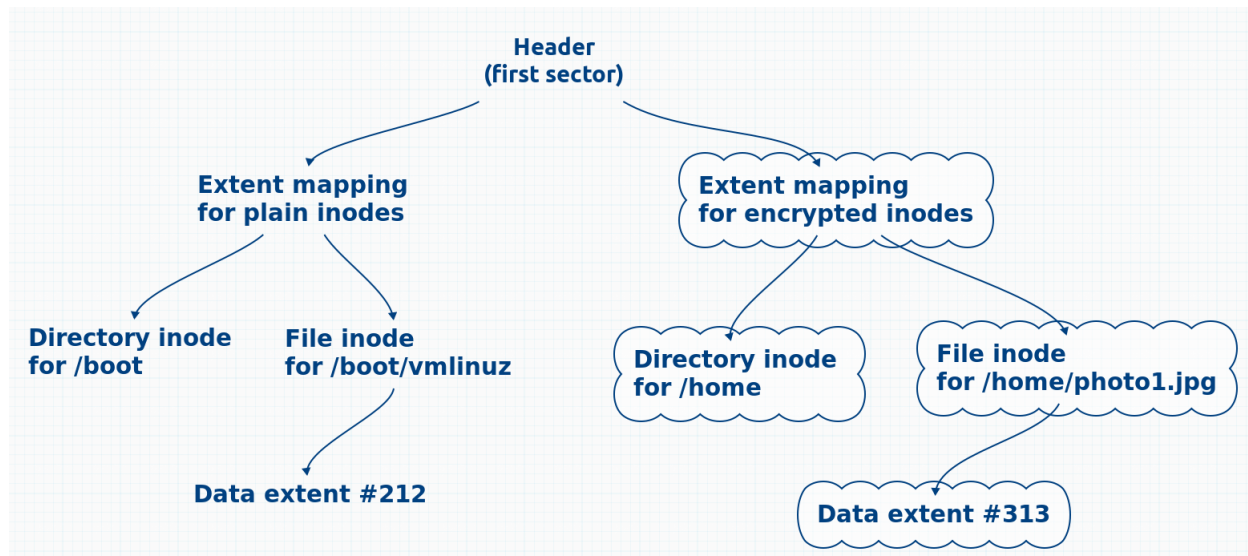 Header
(first sector)
Extent mapping
for plain inodes
Extent mapping
for encrypted inodes
Directory inode
for /boot
File inode
for /boot/vmlinuz
Directory inode
for /home
File inode
for /home/photo1.jpg
Data extent #212
Data extent #313